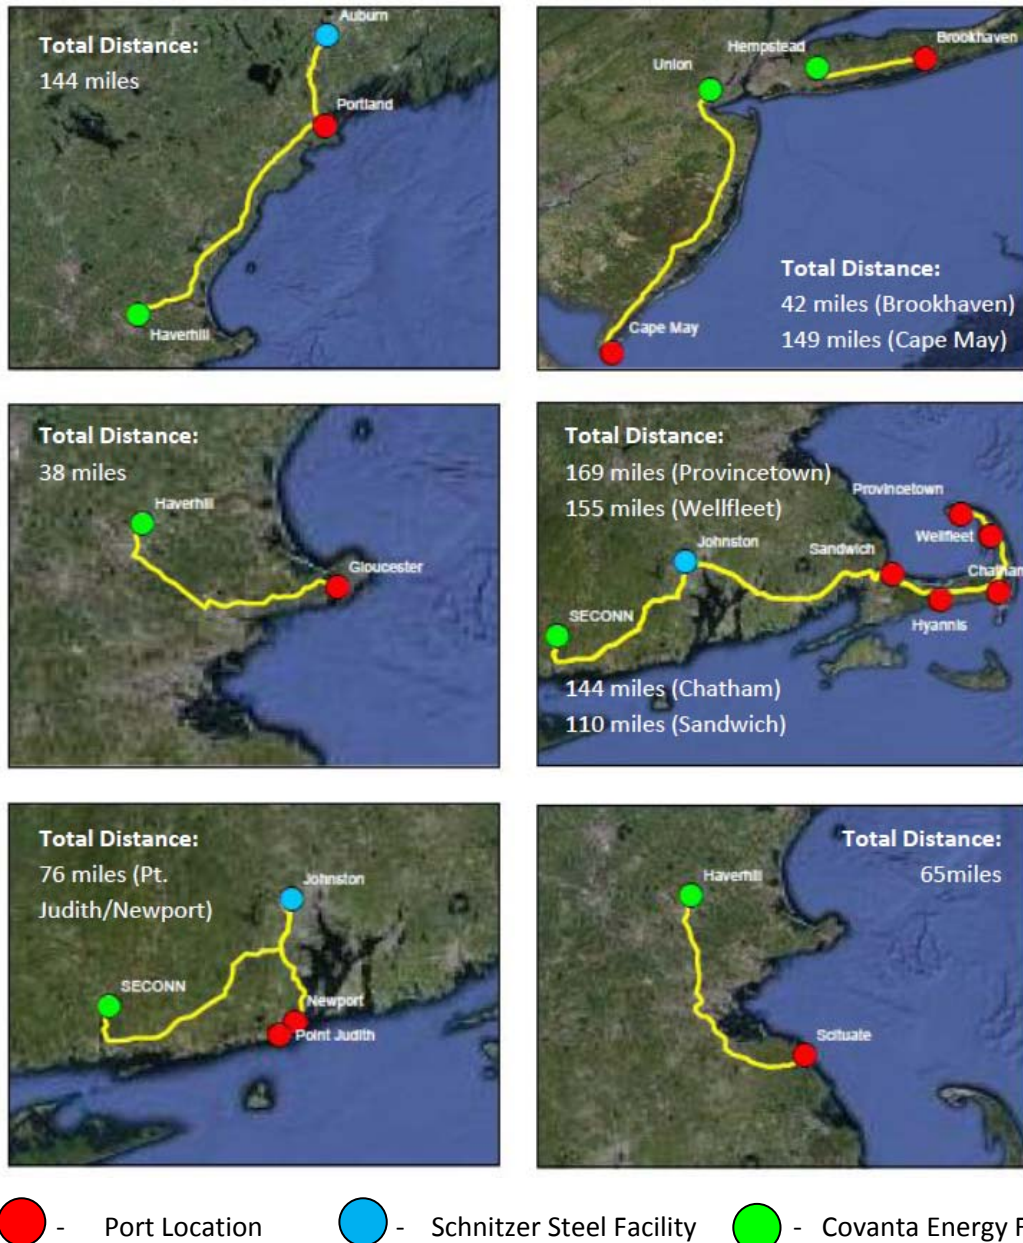 Auburn
Total Distance:
144 miles
Portland
Haverhill
Brookhaven
Hempstead
Union
Total Distance:
42 miles (Brookhaven)
149 miles (Cape May)
Cape May
Total Distance:
38 miles
Haverhill
Gloucester
Total Distance:
169 miles (Provincetown)
155 miles (Wellfleet)
Provincetown
Wellfleet
Johnston
Sandwich
Chatham
SECONN
Hyannis
144 miles (Chatham)
110 miles (Sandwich)
Total Distance:
76 miles (Pt.
Judith/Newport)
Johnston
SECONN
Newport
Point Judith
Total Distance:
65miles
Haverhill
Scituate
- Port Location
- Schnitzer Steel Facility
- Covanta Energy F